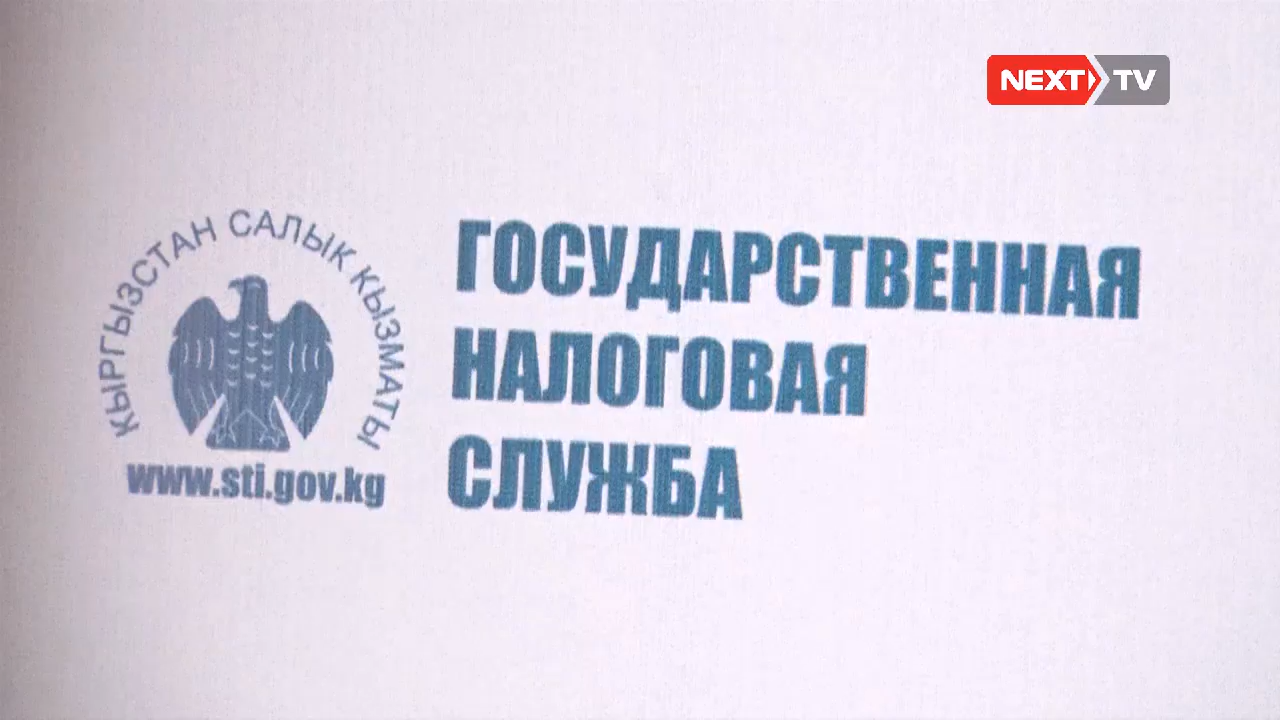 NEXT TV
КЫРГЫЗСТАН САЛЫК КЫЗМАТЫ
www.sti.gov.kg
ГОСУДАРСТВЕННАЯ
НАЛОГОВАЯ
СЛУЖБА